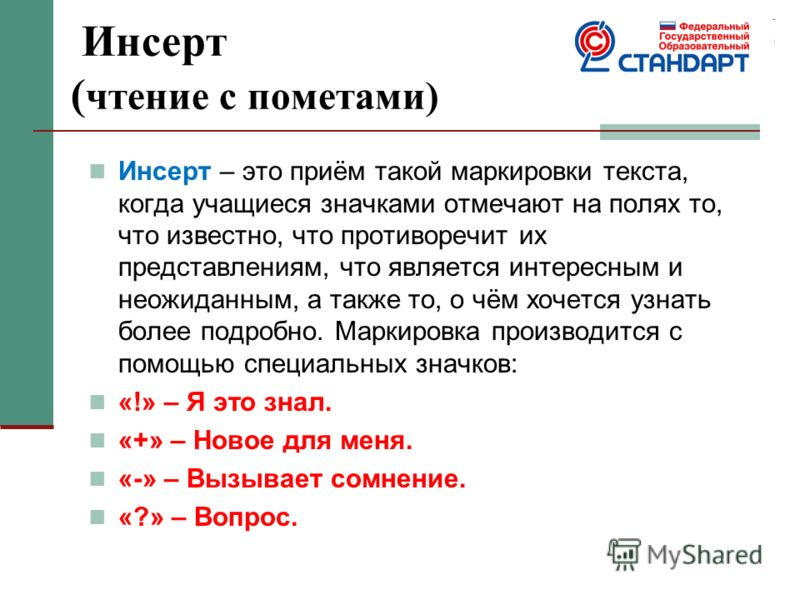 Инсерт
(чтение с пометами)
Федеральный
Государственный
Образовательный
СТАНДАРТ
Инсерт – это приём такой маркировки текста,
когда учащиеся значками отмечают на полях то,
что известно, что противоречит их
представлениям, что является интересным и
неожиданным, а также то, о чём хочется узнать
более подробно. Маркировка производится с
помощью специальных значков:
«!» – Я это знал.
«+» – Новое для меня.
«-» – Вызывает сомнение.
«?» – Вопрос.
MyShared